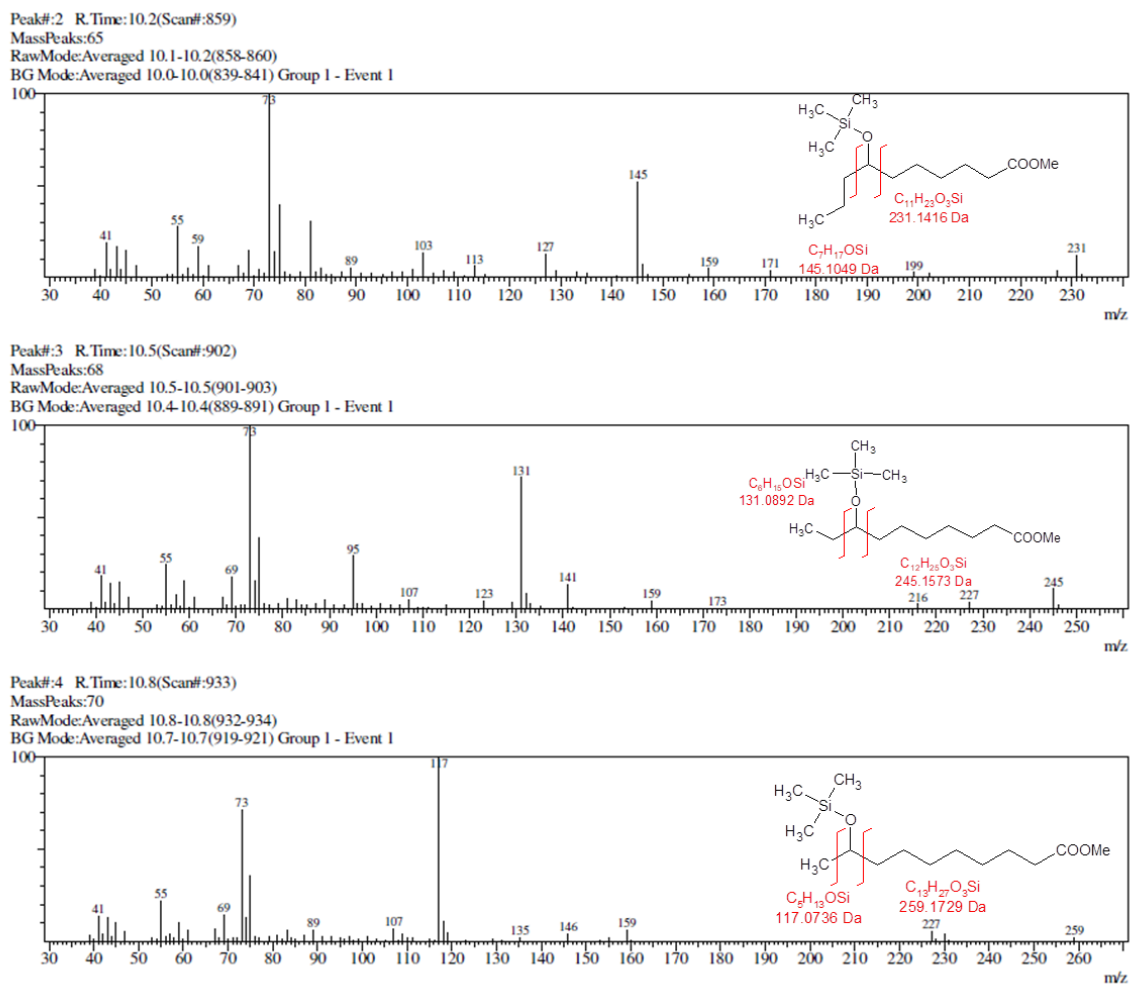 Peak#:2 R.Time:10.2(Scan#:859)
MassPeaks:65
RawMode:Averaged 10.1-10.2(858-860)
BG Mode:Averaged 10.0-10.0(839-841) Group 1 - Event 1
100
73
145
55
41
59
89
103
113
127
159
171
199
231
H3C
CH3
Si
H3C
O
COOMe
H3C
C11H23O3Si
231.1416 Da
C7H17OSi
145.1049 Da
30 40 50 60 70 80 90 100 110 120 130 140 150 160 170 180 190 200 210 220 230
m/z
Peak#:3 R.Time:10.5(Scan#:902)
MassPeaks:68
RawMode:Averaged 10.5-10.5(901-903)
BG Mode:Averaged 10.4-10.4(889-891) Group 1 - Event 1
100
73
131
95
55
41
69
107
123
141
159
173
216
227
245
CH3
H3C Si CH3
O
C6H15OSi
131.0892 Da
H3C
COOMe
C12H25O3Si
245.1573 Da
30 40 50 60 70 80 90 100 110 120 130 140 150 160 170 180 190 200 210 220 230 240 250
m/z
Peak#:4 R.Time:10.8(Scan#:933)
MassPeaks:70
RawMode:Averaged 10.8-10.8(932-934)
BG Mode:Averaged 10.7-10.7(919-921) Group 1 - Event 1
100
117
73
55
41
69
89
107
135
146
159
227
259
H3C
CH3
Si
H3C
O
CH3
COOMe
C5H13OSi
117.0736 Da
C13H27O3Si
259.1729 Da
30 40 50 60 70 80 90 100 110 120 130 140 150 160 170 180 190 200 210 220 230 240 250 260
m/z